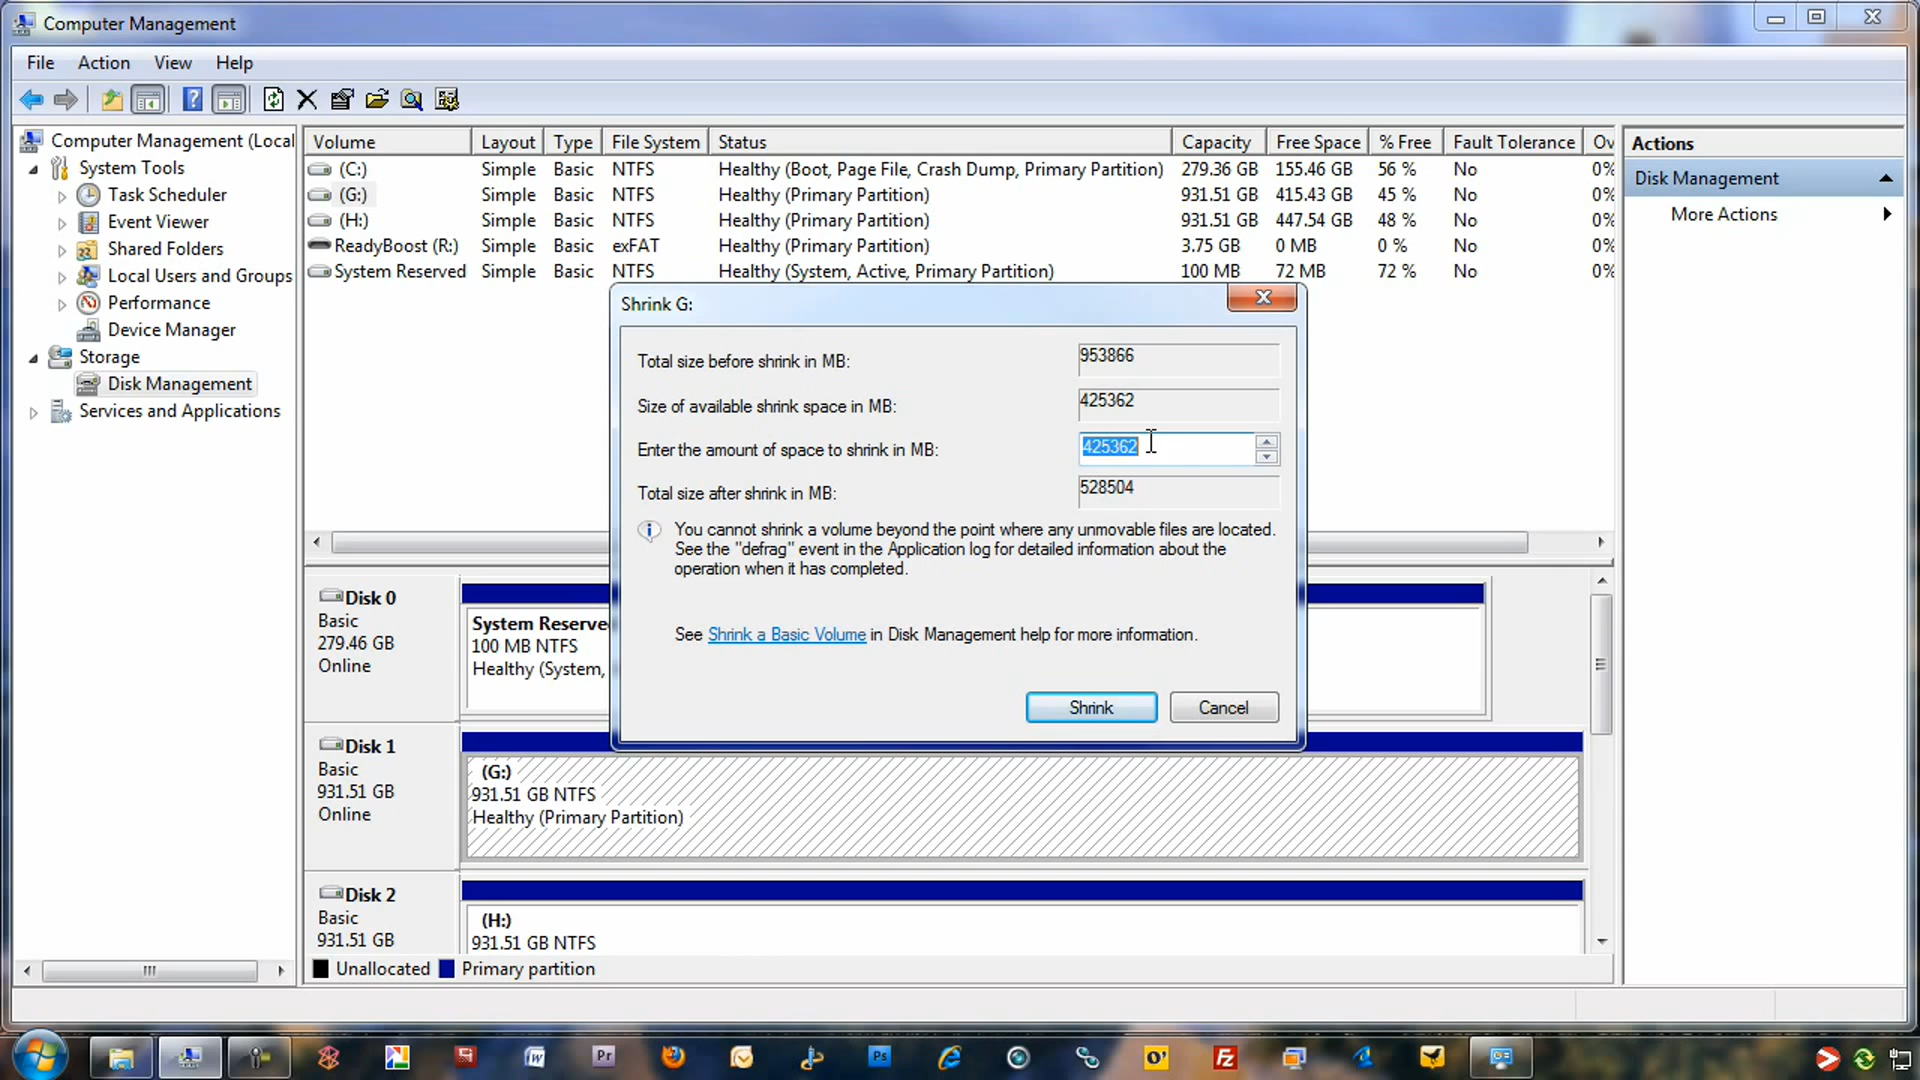 Computer Management
File Action View Help
Computer Management (Local
System Tools
Task Scheduler
Event Viewer
Shared Folders
Local Users and Groups
Performance
Device Manager
Storage
Disk Management
Services and Applications
Volume Layout Type File System Status Capacity Free Space % Free Fault Tolerance Ov
(C:) Simple Basic NTFS Healthy (Boot, Page File, Crash Dump, Primary Partition) 279.36 GB 155.46 GB 56 % No 0%
(G:) Simple Basic NTFS Healthy (Primary Partition) 931.51 GB 415.43 GB 45 % No 0%
(H:) Simple Basic NTFS Healthy (Primary Partition) 931.51 GB 447.54 GB 48 % No 0%
ReadyBoost (R:) Simple Basic exFAT Healthy (Primary Partition) 3.75 GB 0 MB 0 % No 0%
System Reserved Simple Basic NTFS Healthy (System, Active, Primary Partition) 100 MB 72 MB 72 % No 0%
Actions
Disk Management
More Actions
Shrink G:
Total size before shrink in MB: 953866
Size of available shrink space in MB: 425362
Enter the amount of space to shrink in MB: 425362
Total size after shrink in MB: 528504
You cannot shrink a volume beyond the point where any unmovable files are located.
See the "defrag" event in the Application log for detailed information about the
operation when it has completed.
See Shrink a Basic Volume in Disk Management help for more information.
Shrink Cancel
Disk 0
Basic
279.46 GB
Online
System Reserve
100 MB NTFS
Healthy (System,
Disk 1
Basic
931.51 GB
Online
(G:)
931.51 GB NTFS
Healthy (Primary Partition)
Disk 2
Basic
931.51 GB
(H:)
931.51 GB NTFS
Unallocated Primary partition
W Pr Ps O' FZ